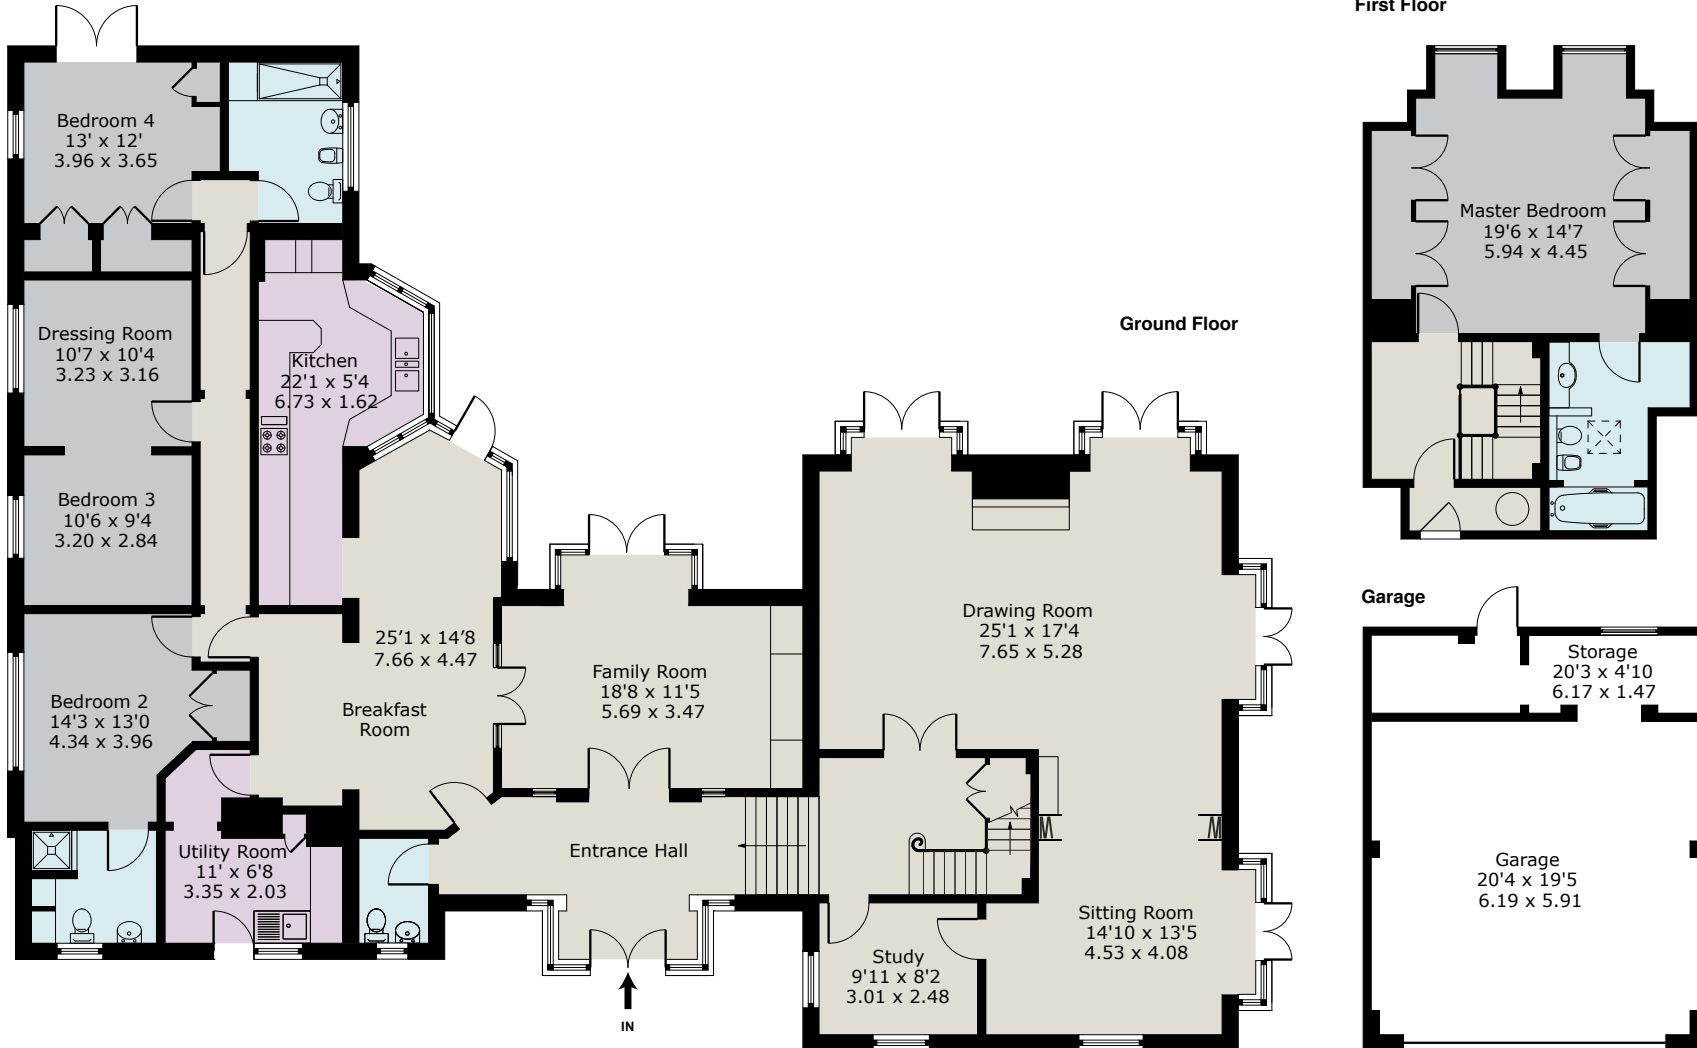 First Floor
Bedroom 4
13' x 12'
3.96 x 3.65
Master Bedroom
19'6 x 14'7
5.94 x 4.45
Ground Floor
Dressing Room
10'7 x 10'4
3.23 x 3.16
Kitchen
22'1 x 5'4
6.73 x 1.62
Bedroom 3
10'6 x 9'4
3.20 x 2.84
25’1 x 14’8
7.66 x 4.47
Breakfast
Room
Family Room
18'8 x 11'5
5.69 x 3.47
Drawing Room
25'1 x 17'4
7.65 x 5.28
Garage
Storage
20'3 x 4'10
6.17 x 1.47
Bedroom 2
14'3 x 13'0
4.34 x 3.96
Utility Room
11' x 6'8
3.35 x 2.03
Entrance Hall
Garage
20'4 x 19'5
6.19 x 5.91
Sitting Room
14'10 x 13'5
4.53 x 4.08
Study
9'11 x 8'2
3.01 x 2.48
IN